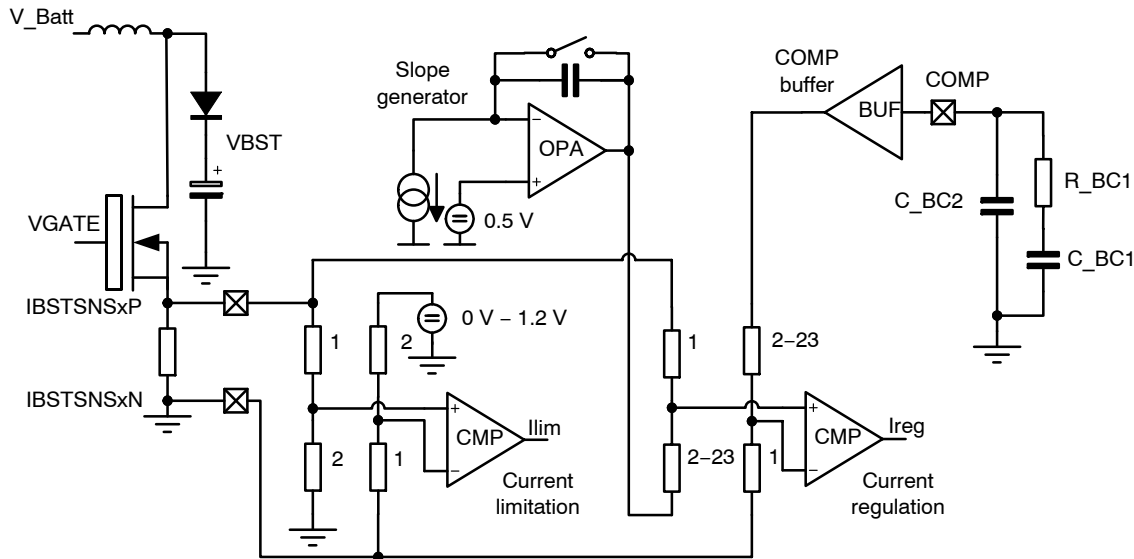 V_Batt
Slope
generator
COMP
buffer
COMP
BUF
VBST
+
−
OPA
+
R_BC1
C_BC2
VGATE
=
0.5 V
C_BC1
IBSTSNSxP
=
0 V − 1.2 V
1
2
1
2−23
IBSTSNSxN
+
CMP
−
Ilim
+
CMP
−
Ireg
2
1
2−23
1
Current
limitation
Current
regulation